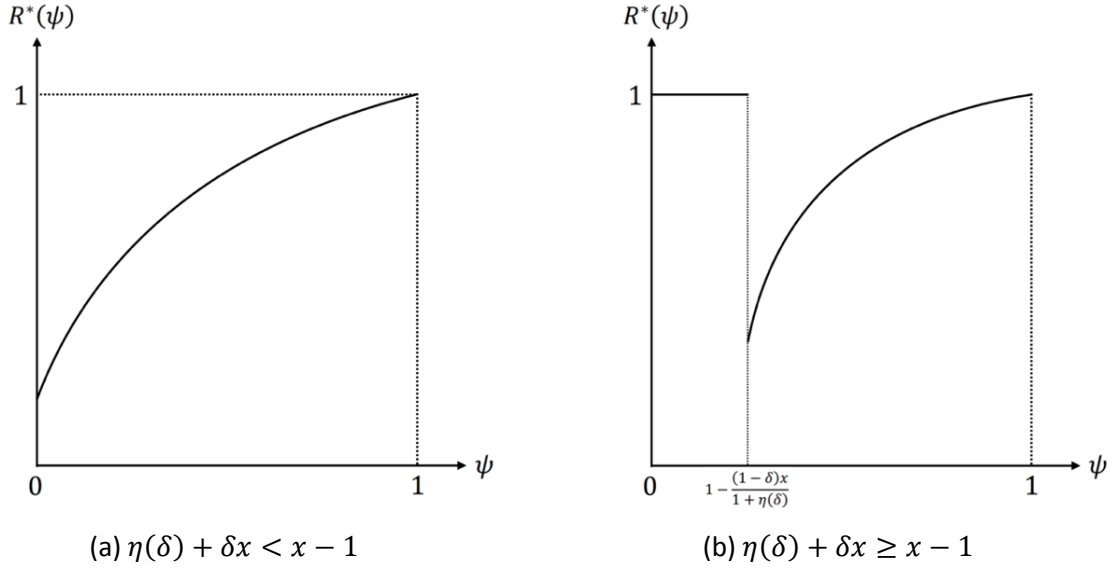 R*(ψ)
1
0
1
ψ
(a) η(δ) + δx < x − 1
R*(ψ)
1
0
1 − (1 − δ)x / 1 + η(δ)
1
ψ
(b) η(δ) + δx ≥ x − 1